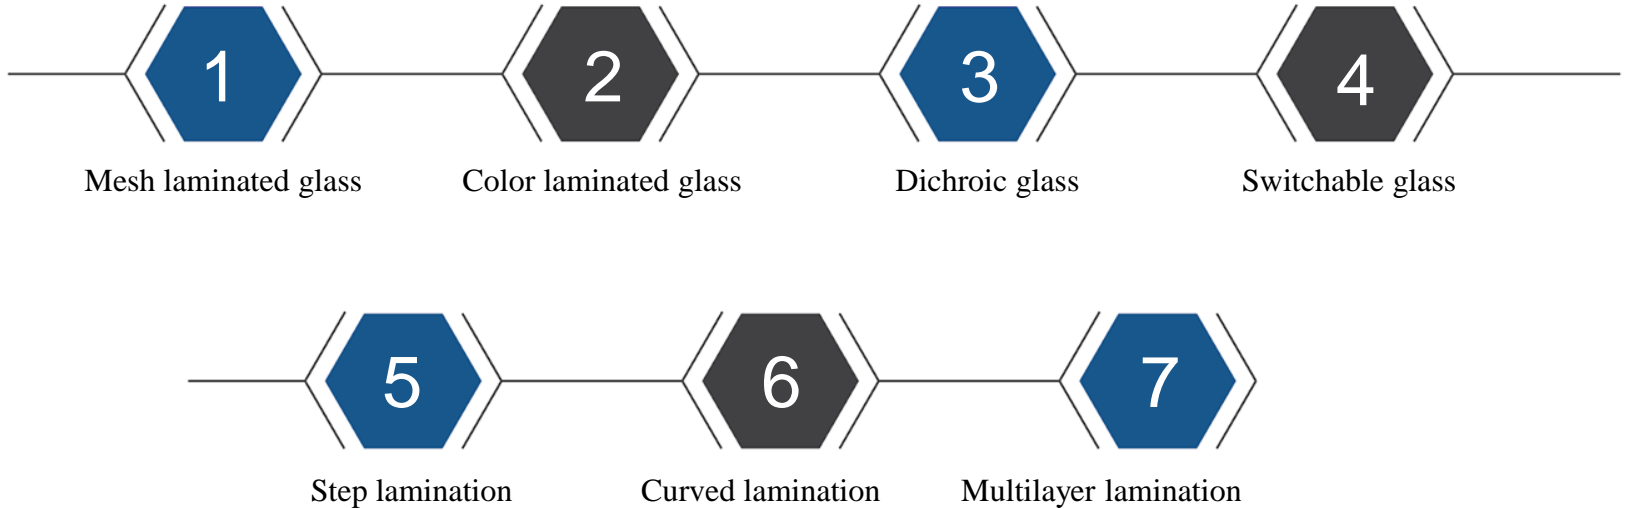 1 2 3 4
Mesh laminated glass Color laminated glass Dichroic glass Switchable glass
5 6 7
Step lamination Curved lamination Multilayer lamination